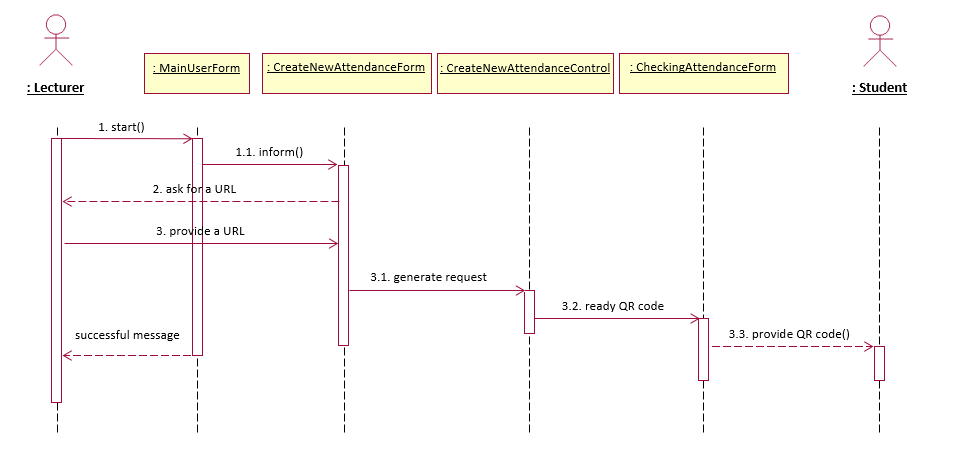 : Lecturer
: MainUserForm
: CreateNewAttendanceForm
: CreateNewAttendanceControl
: CheckingAttendanceForm
: Student
1. start()
1.1. inform()
2. ask for a URL
3. provide a URL
3.1. generate request
3.2. ready QR code
successful message
3.3. provide QR code()